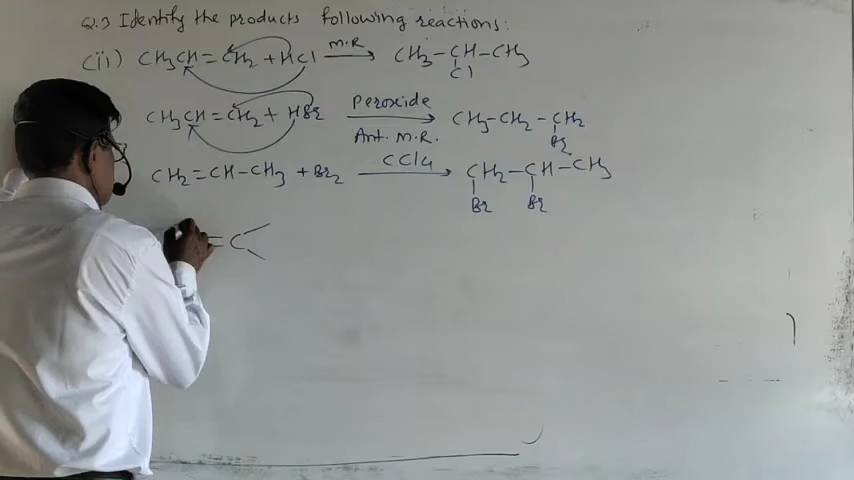 Q.3 Identify the products following reactions:
(ii) CH3CH=CH2 + HCl M.R → CH3-CH-CH3
Cl
CH3CH=CH2 + HBr Peroxide → CH3-CH2-CH2
Ant. M.R. Br
CH2=CH-CH3 + Br2 CCl4 → CH2-CH-CH3
Br Br
=C